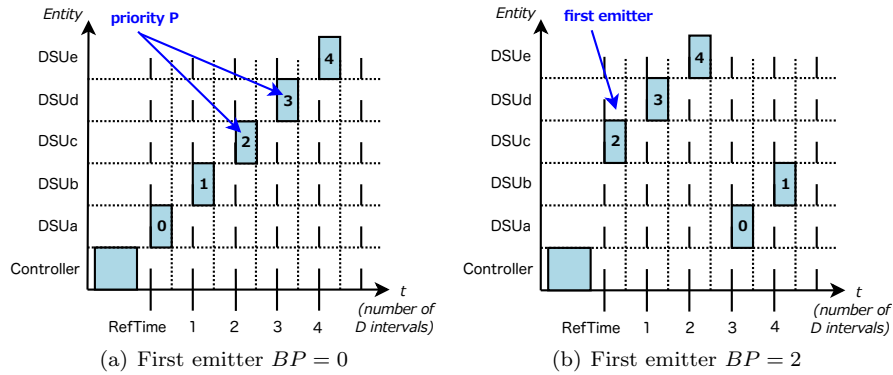 Entity
priority P
DSUe
4
DSUd
3
DSUc
2
DSUb
1
DSUa
0
Controller
t
(number of
D intervals)
RefTime 1 2 3 4
(a) First emitter BP = 0
Entity
first emitter
DSUe
4
DSUd
3
DSUc
2
DSUb
1
DSUa
0
Controller
t
(number of
D intervals)
RefTime 1 2 3 4
(b) First emitter BP = 2